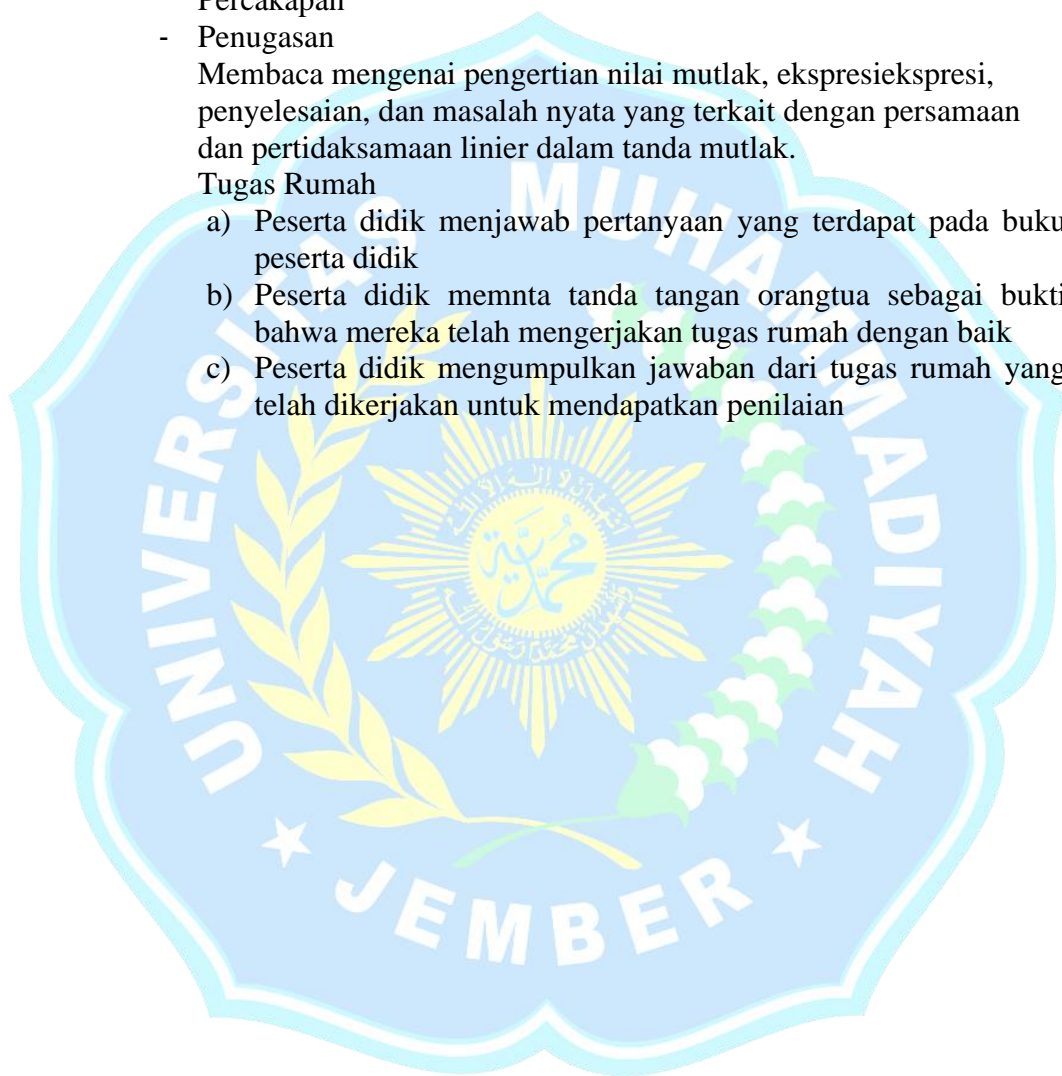 Percakapan
- Penugasan
Membaca mengenai pengertian nilai mutlak, ekspresiekspresi,
penyelesaian, dan masalah nyata yang terkait dengan persamaan
dan pertidaksamaan linier dalam tanda mutlak.
Tugas Rumah
a) Peserta didik menjawab pertanyaan yang terdapat pada buku
peserta didik
b) Peserta didik memnta tanda tangan orangtua sebagai bukti
bahwa mereka telah mengerjakan tugas rumah dengan baik
c) Peserta didik mengumpulkan jawaban dari tugas rumah yang
telah dikerjakan untuk mendapatkan penilaian
UNIVERSITAS MUHAMMADIYAH
JEMBER
محمد